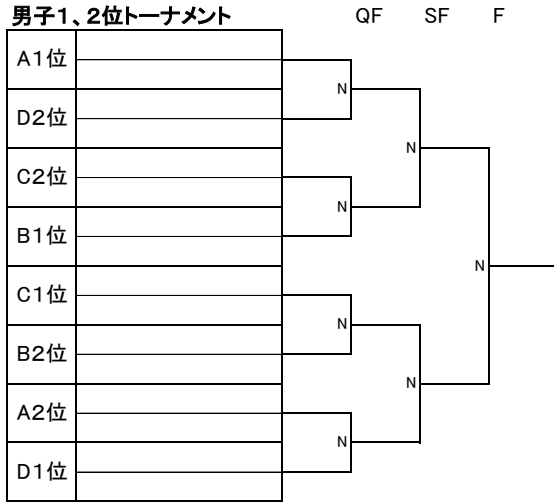 男子1、2位トーナメント QF SF F
A1位
N
D2位
N
C2位
N
B1位
N
C1位
N
B2位
N
A2位
N
D1位